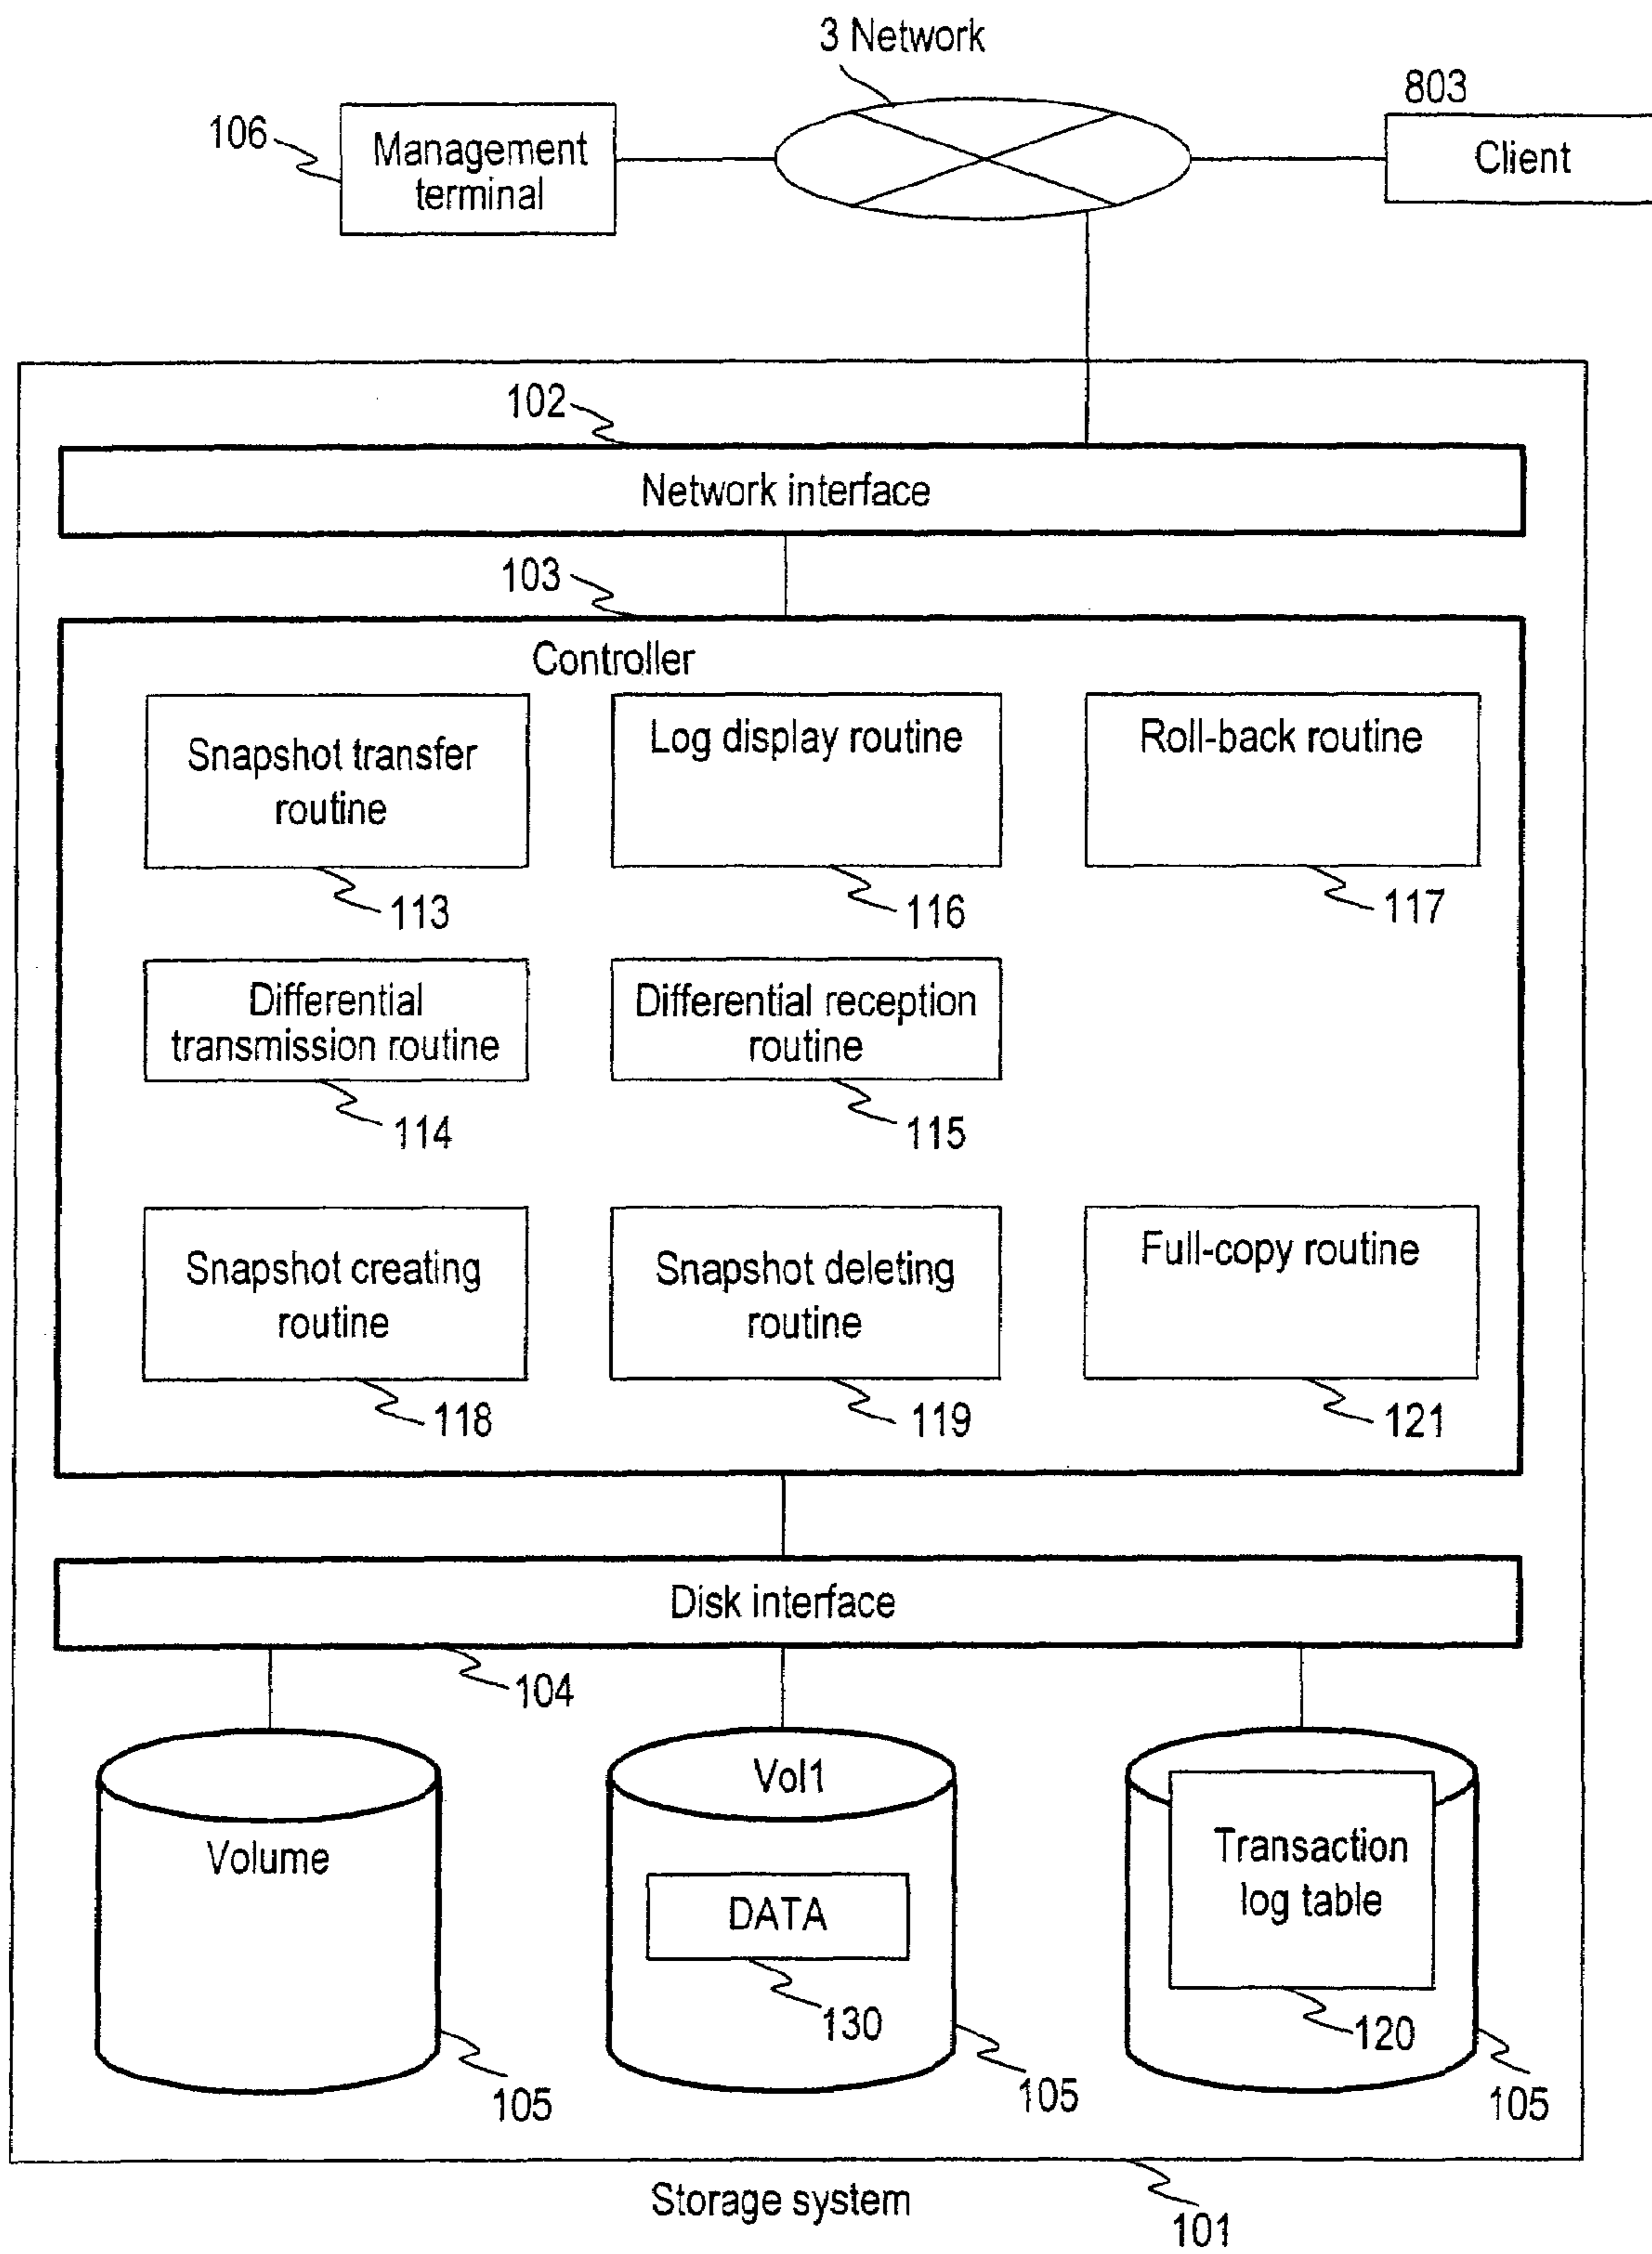 3 Network
803
106
Management
terminal
Client
102
Network interface
103
Controller
Snapshot transfer
routine
Log display routine
Roll-back routine
113
116
117
Differential
transmission routine
Differential reception
routine
114
115
Snapshot creating
routine
Snapshot deleting
routine
Full-copy routine
118
119
121
Disk interface
104
Volume
Vol1
DATA
130
Transaction
log table
120
105
105
105
Storage system
101